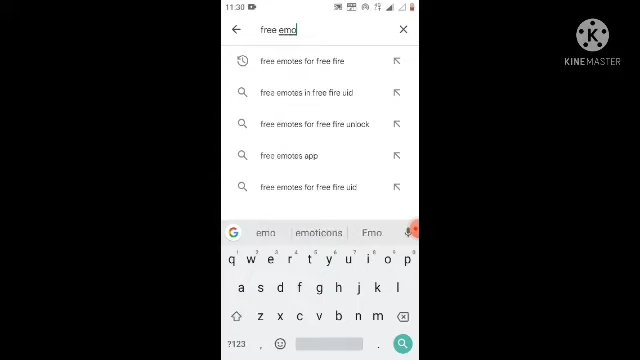 11:30
free emo
free emotes for free fire
free emotes in free fire uid
free emotes for free fire unlock
free emotes app
free emotes for free fire uid
emo emoticons Emo
q w e r t y u i o p
a s d f g h j k l
z x c v b n m
?123 , .
K
KINEMASTER